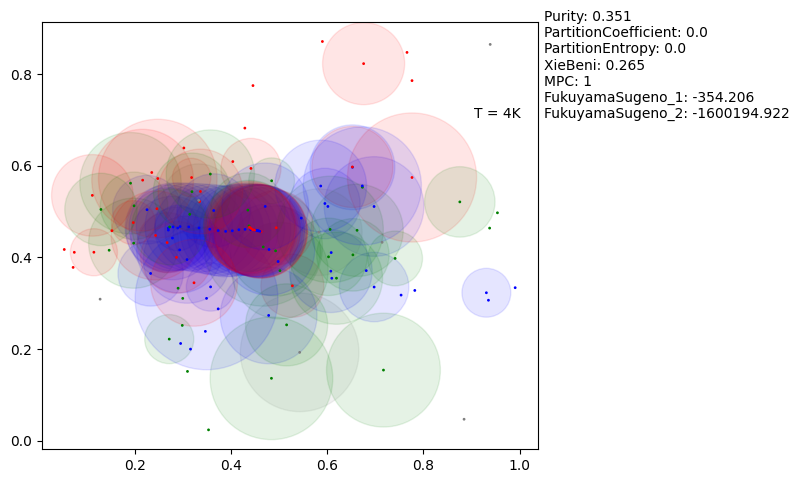 Purity: 0.351
PartitionCoefficient: 0.0
PartitionEntropy: 0.0
XieBeni: 0.265
MPC: 1
FukuyamaSugeno_1: -354.206
FukuyamaSugeno_2: -1600194.922
T = 4K
0.8
0.6
0.4
0.2
0.0
0.2 0.4 0.6 0.8 1.0